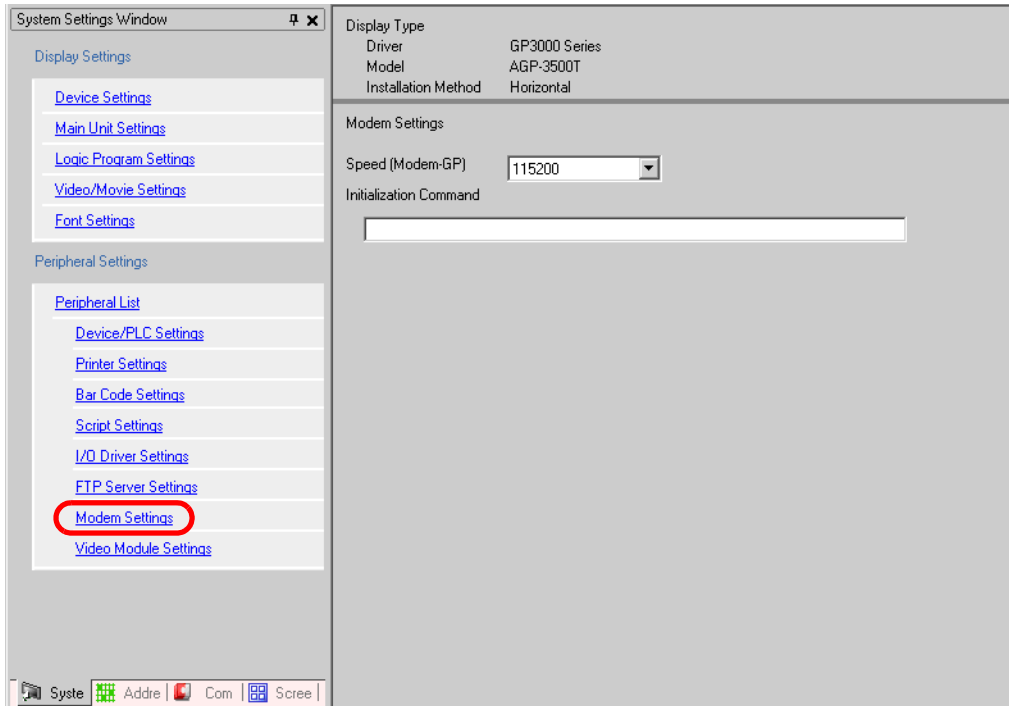 System Settings Window
Display Settings
Device Settings
Main Unit Settings
Logic Program Settings
Video/Movie Settings
Font Settings
Peripheral Settings
Peripheral List
Device/PLC Settings
Printer Settings
Bar Code Settings
Script Settings
I/O Driver Settings
FTP Server Settings
Modem Settings
Video Module Settings
Syste Addre Com Scree
Display Type
Driver GP3000 Series
Model AGP-3500T
Installation Method Horizontal
Modem Settings
Speed (Modem-GP) 115200
Initialization Command